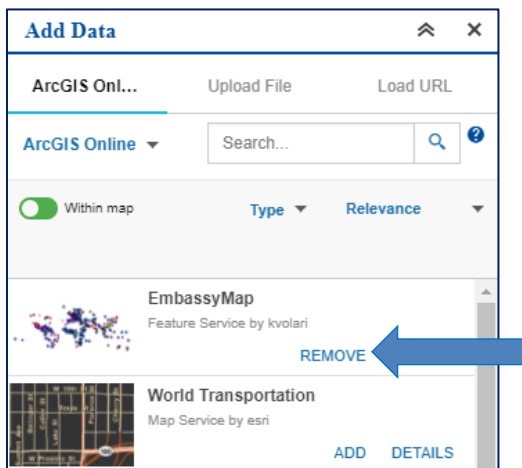 Add Data
ArcGIS Onl... Upload File Load URL
ArcGIS Online Search... ?
Within map Type Relevance
EmbassyMap
Feature Service by kvolari
REMOVE
World Transportation
Map Service by esri
ADD DETAILS